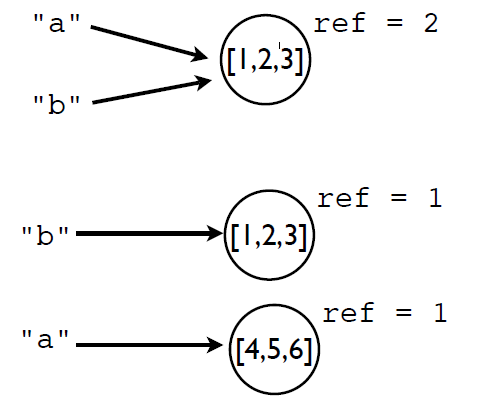 "a"
ref = 2
[1,2,3]
"b"
ref = 1
"b"
[1,2,3]
ref = 1
"a"
[4,5,6]